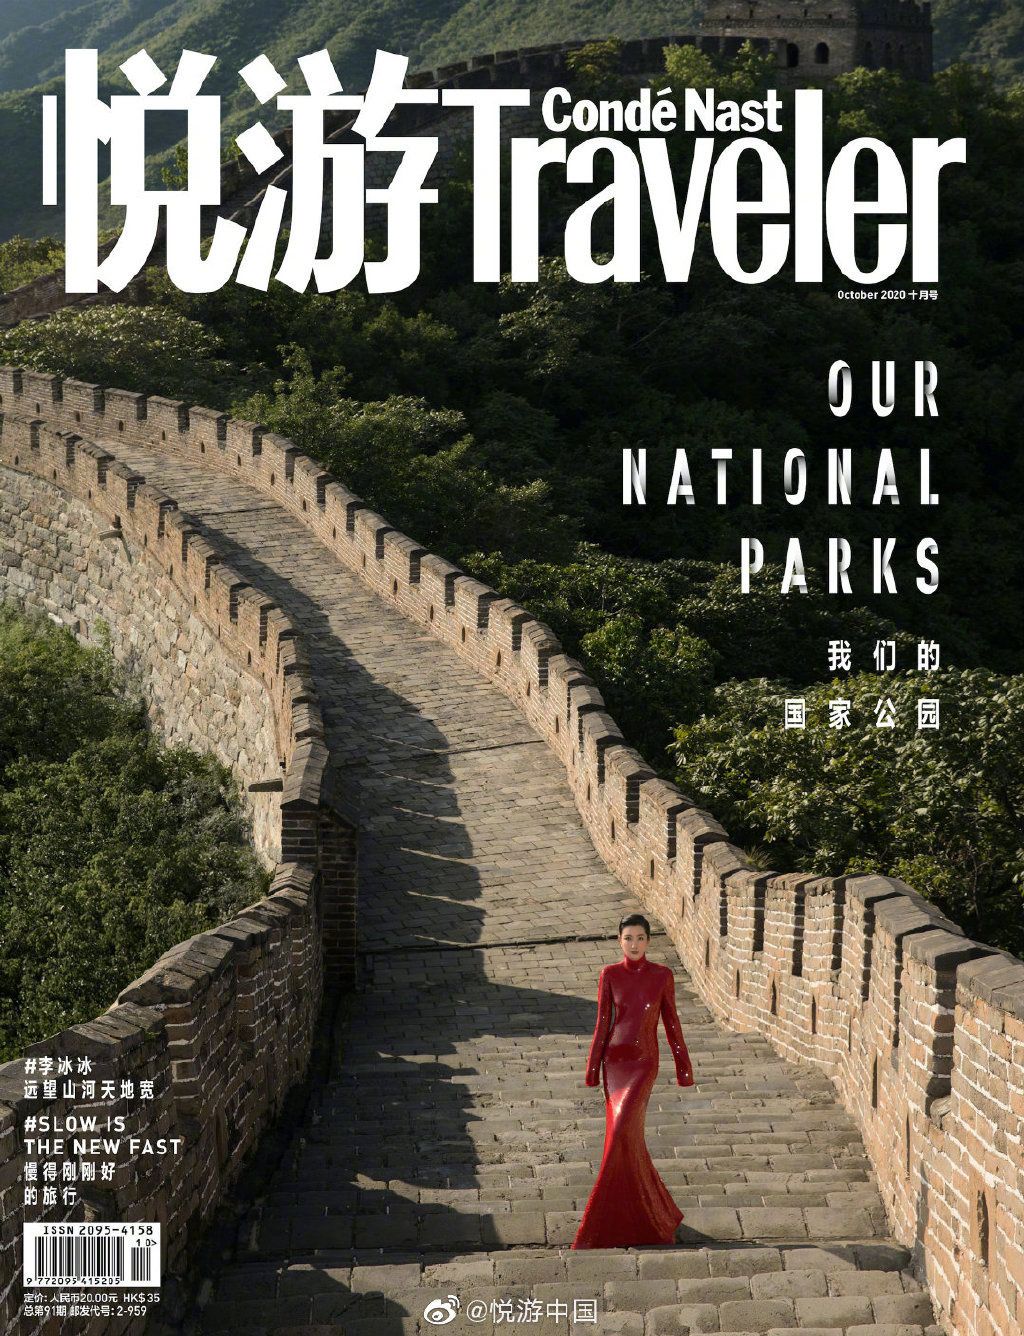 悦游 Condé Nast Traveler
October 2020 十月号
OUR
NATIONAL
PARKS
我们的
国家公园
#李冰冰
远望山河天地宽
#SLOW IS
THE NEW FAST
慢得刚刚好
的旅行
ISSN 2095-4158
10>
9 772095 415205
定价: 人民币20.00元 HK$35
总第91期 邮发代号: 2-959
@悦游中国